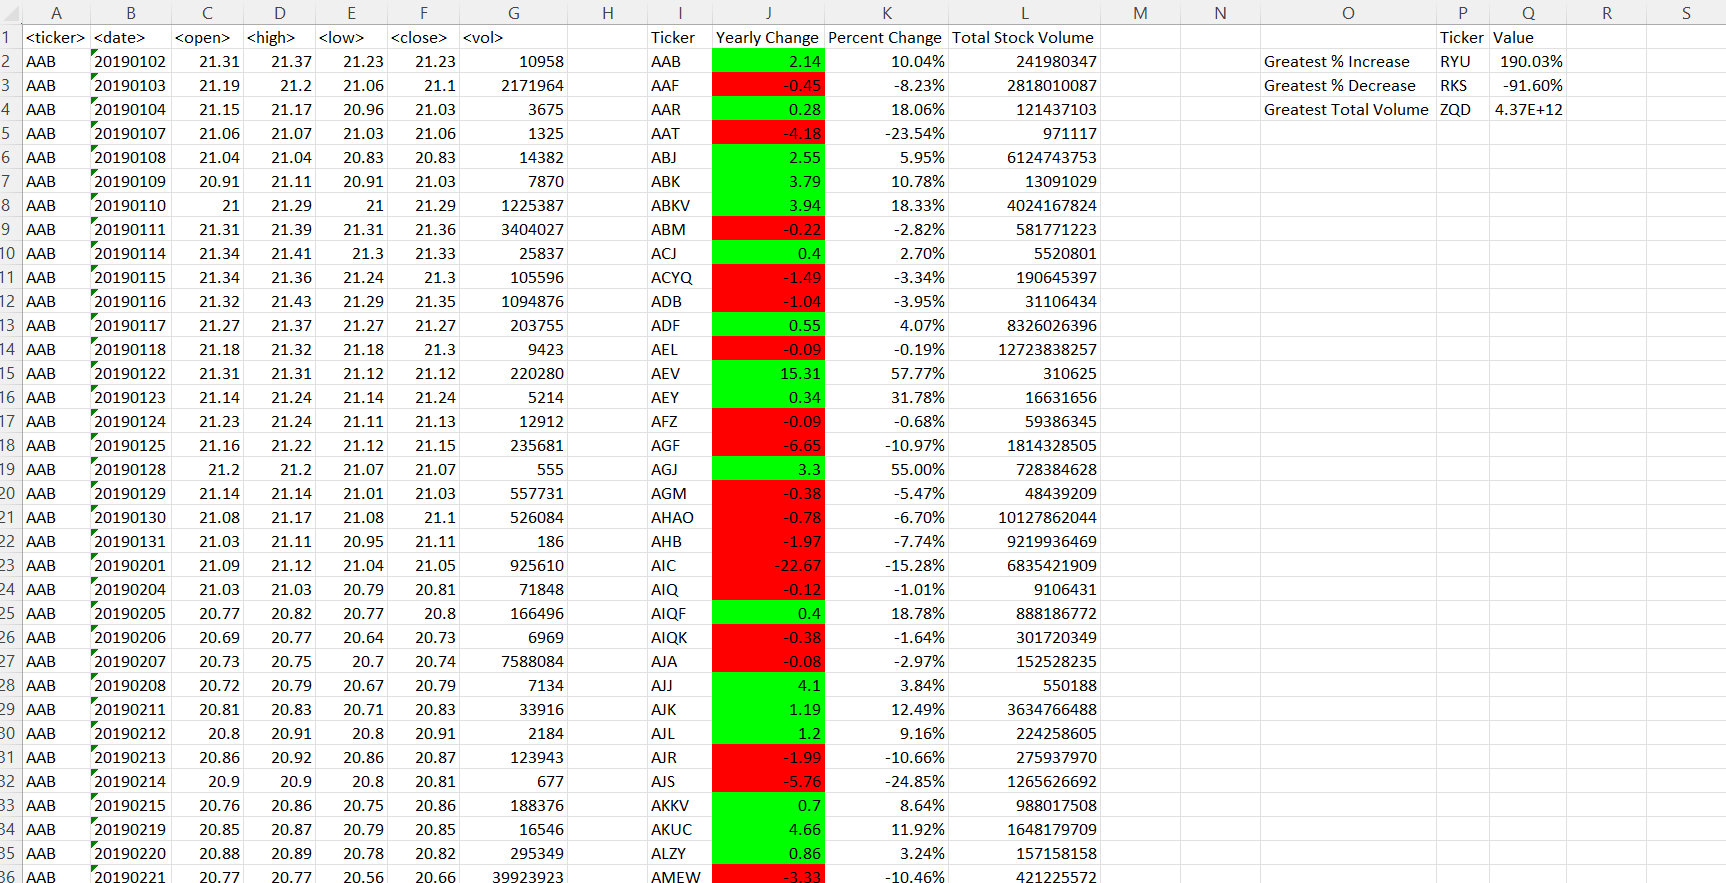 A B C D E F G H I J K L M N O P Q R S
1 <ticker> <date> <open> <high> <low> <close> <vol> Ticker Yearly Change Percent Change Total Stock Volume Ticker Value
2 AAB 20190102 21.31 21.37 21.23 21.23 10958 AAB 2.14 10.04% 241980347 Greatest % Increase RYU 190.03%
3 AAB 20190103 21.19 21.2 21.06 21.1 2171964 AAF -0.45 -8.23% 2818010087 Greatest % Decrease RKS -91.60%
4 AAB 20190104 21.15 21.17 20.96 21.03 3675 AAR 0.28 18.06% 121437103 Greatest Total Volume ZQD 4.37E+12
5 AAB 20190107 21.06 21.07 21.03 21.06 1325 AAT -4.18 -23.54% 971117
6 AAB 20190108 21.04 21.04 20.83 20.83 14382 ABJ 2.55 5.95% 6124743753
7 AAB 20190109 20.91 21.11 20.91 21.03 7870 ABK 3.79 10.78% 13091029
8 AAB 20190110 21 21.29 21 21.29 1225387 ABKV 3.94 18.33% 4024167824
9 AAB 20190111 21.31 21.39 21.31 21.36 3404027 ABM -0.22 -2.82% 581771223
10 AAB 20190114 21.34 21.41 21.3 21.33 25837 ACJ 0.4 2.70% 5520801
11 AAB 20190115 21.34 21.36 21.24 21.3 105596 ACYQ -1.49 -3.34% 190645397
12 AAB 20190116 21.32 21.43 21.29 21.35 1094876 ADB -1.04 -3.95% 31106434
13 AAB 20190117 21.27 21.37 21.27 21.27 203755 ADF 0.55 4.07% 8326026396
14 AAB 20190118 21.18 21.32 21.18 21.3 9423 AEL -0.09 -0.19% 12723838257
15 AAB 20190122 21.31 21.31 21.12 21.12 220280 AEV 15.31 57.77% 310625
16 AAB 20190123 21.14 21.24 21.14 21.24 5214 AEY 0.34 31.78% 16631656
17 AAB 20190124 21.23 21.24 21.11 21.13 12912 AFZ -0.09 -0.68% 59386345
18 AAB 20190125 21.16 21.22 21.12 21.15 235681 AGF -6.65 -10.97% 1814328505
19 AAB 20190128 21.2 21.2 21.07 21.07 555 AGJ 3.3 55.00% 728384628
20 AAB 20190129 21.14 21.14 21.01 21.03 557731 AGM -0.38 -5.47% 48439209
21 AAB 20190130 21.08 21.17 21.08 21.1 526084 AHAO -0.78 -6.70% 10127862044
22 AAB 20190131 21.03 21.11 20.95 21.11 186 AHB -1.97 -7.74% 9219936469
23 AAB 20190201 21.09 21.12 21.04 21.05 925610 AIC -22.67 -15.28% 6835421909
24 AAB 20190204 21.03 21.03 20.79 20.81 71848 AIQ -0.12 -1.01% 9106431
25 AAB 20190205 20.77 20.82 20.77 20.8 166496 AIQF 0.4 18.78% 888186772
26 AAB 20190206 20.69 20.77 20.64 20.73 6969 AIQK -0.38 -1.64% 301720349
27 AAB 20190207 20.73 20.75 20.7 20.74 7588084 AJA -0.08 -2.97% 152528235
28 AAB 20190208 20.72 20.79 20.67 20.79 7134 AJJ 4.1 3.84% 550188
29 AAB 20190211 20.81 20.83 20.71 20.83 33916 AJK 1.19 12.49% 3634766488
30 AAB 20190212 20.8 20.91 20.8 20.91 2184 AJL 1.2 9.16% 224258605
31 AAB 20190213 20.86 20.92 20.86 20.87 123943 AJR -1.99 -10.66% 275937970
32 AAB 20190214 20.9 20.9 20.8 20.81 677 AJS -5.76 -24.85% 1265626692
33 AAB 20190215 20.76 20.86 20.75 20.86 188376 AKKV 0.7 8.64% 988017508
34 AAB 20190219 20.85 20.87 20.79 20.85 16546 AKUC 4.66 11.92% 1648179709
35 AAB 20190220 20.88 20.89 20.78 20.82 295349 ALZY 0.86 3.24% 157158158
36 AAB 20190221 20.77 20.77 20.56 20.66 39923923 AMEW -3.33 -10.46% 421225572